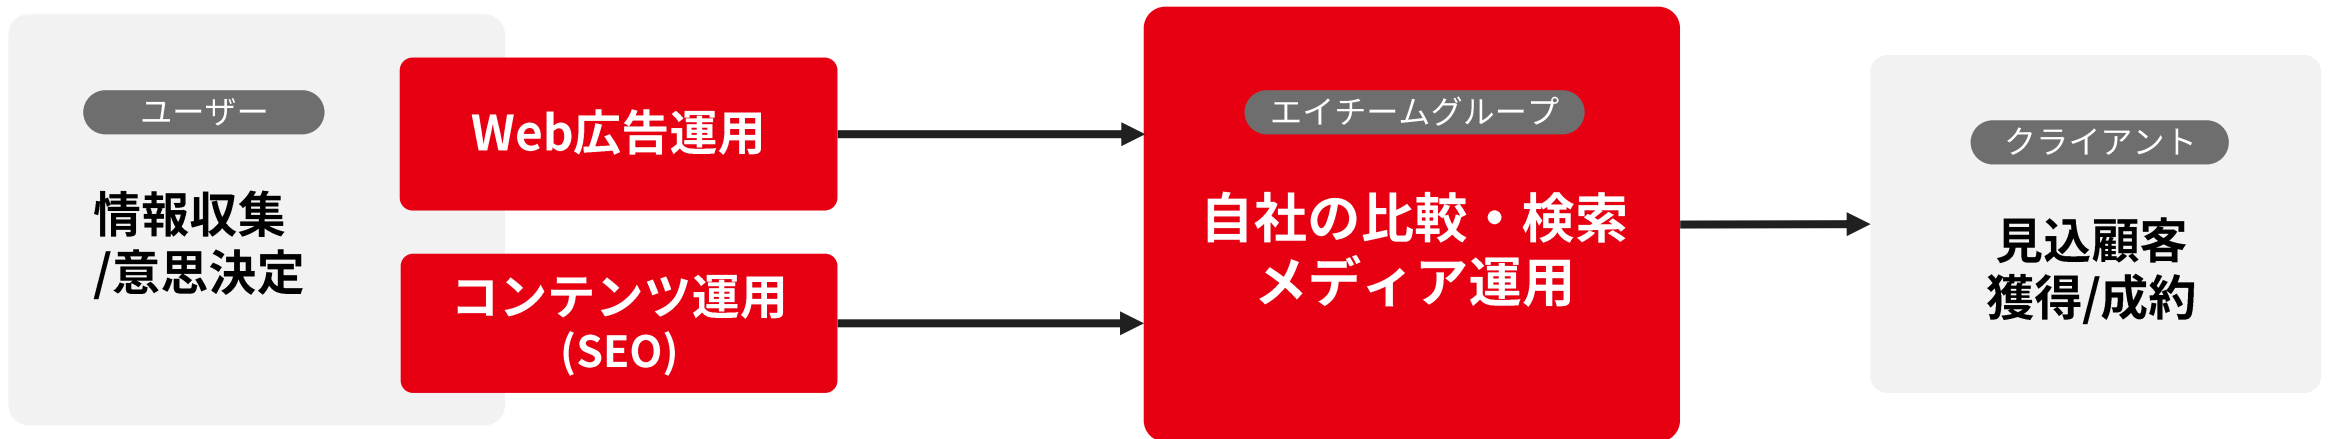 ユーザー
情報収集
/意思決定
Web広告運用
コンテンツ運用
(SEO)
エイチームグループ
自社の比較・検索
メディア運用
クライアント
見込顧客
獲得/成約